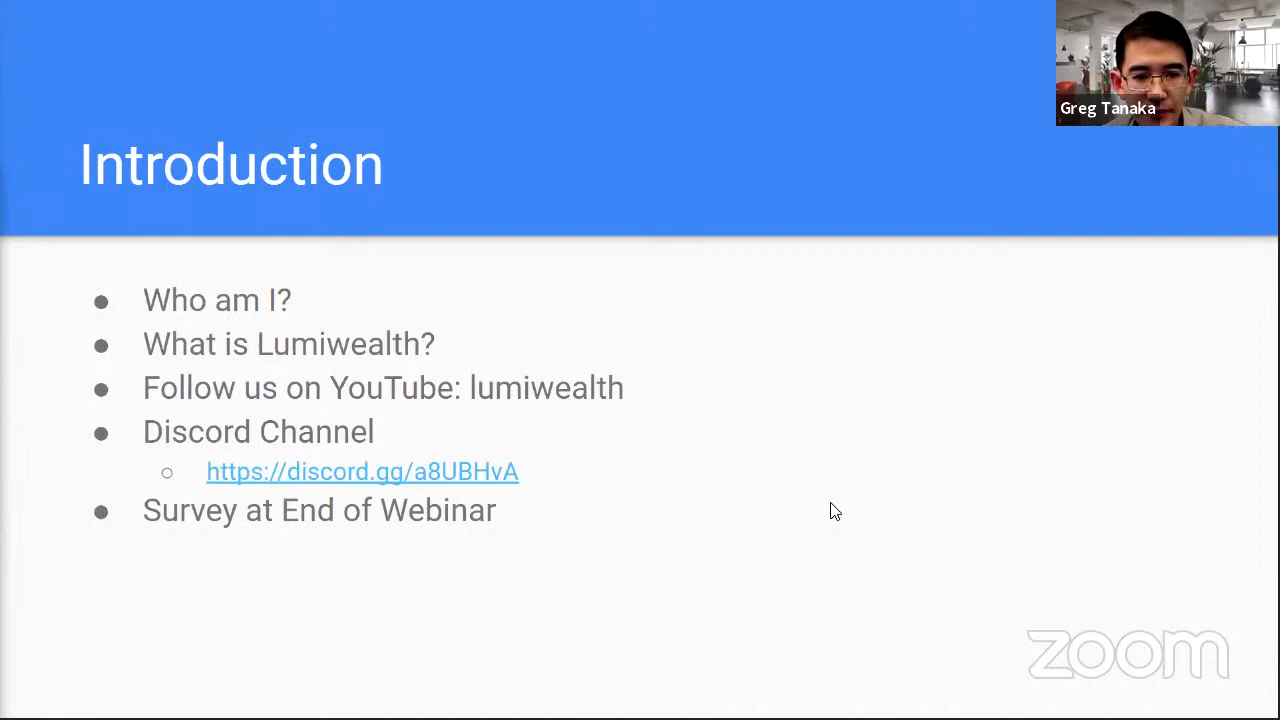 Greg Tanaka
Introduction
Who am I?
What is Lumiwealth?
Follow us on YouTube: lumiwealth
Discord Channel
https://discord.gg/a8UBHvA
Survey at End of Webinar
zoom